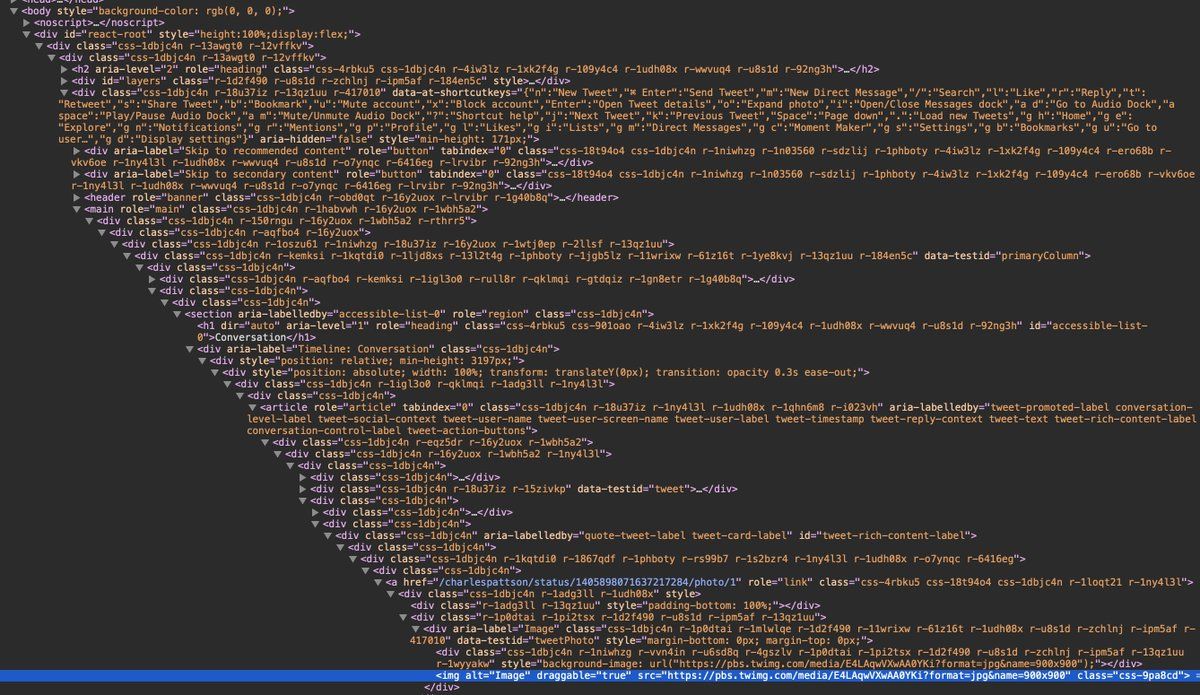 <head>…</head>
<body style="background-color: rgb(0, 0, 0);">
<noscript>…</noscript>
<div id="react-root" style="height:100%;display:flex;">
<div class="css-1dbjc4n r-13awgt0 r-12vffkv">
<div class="css-1dbjc4n r-13awgt0 r-12vffkv">
<h2 aria-level="2" role="heading" class="css-4rbku5 css-1dbjc4n r-4iw3lz r-1xk2f4g r-109y4c4 r-1udh08x r-wwvuq4 r-u8s1d r-92ng3h">…</h2>
<div id="layers" class="r-1d2f490 r-u8s1d r-zchlnj r-ipm5af r-184en5c" style>…</div>
<div class="css-1dbjc4n r-18u37iz r-13qz1uu r-417010" data-at-shortcutkeys="{"n":"New Tweet","⌘ Enter":"Send Tweet","m":"New Direct Message","/":"Search","l":"Like","r":"Reply","t":
"Retweet","s":"Share Tweet","b":"Bookmark","u":"Mute account","x":"Block account","Enter":"Open Tweet details","o":"Expand photo","i":"Open/Close Messages dock","a d":"Go to Audio Dock","a
space":"Play/Pause Audio Dock","a m":"Mute/Unmute Audio Dock","?":"Shortcut help","j":"Next Tweet","k":"Previous Tweet","Space":"Page down",".":"Load new Tweets","g h":"Home","g e":
"Explore","g n":"Notifications","g r":"Mentions","g p":"Profile","g l":"Likes","g i":"Lists","g m":"Direct Messages","g c":"Moment Maker","g s":"Settings","g b":"Bookmarks","g u":"Go to
user…","g d":"Display settings"}" aria-hidden="false" style="min-height: 171px;">
<div aria-label="Skip to recommended content" role="button" tabindex="0" class="css-18t94o4 css-1dbjc4n r-1niwhzg r-1n03560 r-sdzlij r-1phboty r-4iw3lz r-1xk2f4g r-109y4c4 r-ero68b r-
vkv6oe r-1ny4l3l r-1udh08x r-wwvuq4 r-u8s1d r-o7ynqc r-6416eg r-lrvibr r-92ng3h">…</div>
<div aria-label="Skip to secondary content" role="button" tabindex="0" class="css-18t94o4 css-1dbjc4n r-1niwhzg r-1n03560 r-sdzlij r-1phboty r-4iw3lz r-1xk2f4g r-109y4c4 r-ero68b r-vkv6oe
r-1ny4l3l r-1udh08x r-wwvuq4 r-u8s1d r-o7ynqc r-6416eg r-lrvibr r-92ng3h">…</div>
<header role="banner" class="css-1dbjc4n r-obd0qt r-16y2uox r-lrvibr r-1g40b8q">…</header>
<main role="main" class="css-1dbjc4n r-1habvwh r-16y2uox r-1wbh5a2">
<div class="css-1dbjc4n r-150rngu r-16y2uox r-1wbh5a2 r-rthrr5">
<div class="css-1dbjc4n r-aqfbo4 r-16y2uox">
<div class="css-1dbjc4n r-1oszu61 r-1niwhzg r-18u37iz r-16y2uox r-1wtj0ep r-2llsf r-13qz1uu">
<div class="css-1dbjc4n r-kemksi r-1kqtdi0 r-1ljd8xs r-13l2t4g r-1phboty r-1jgb5lz r-11wrixw r-61z16t r-1ye8kvj r-13qz1uu r-184en5c" data-testid="primaryColumn">
<div class="css-1dbjc4n">
<div class="css-1dbjc4n r-aqfbo4 r-kemksi r-1igl3o0 r-rull8r r-qklmqi r-gtdqiz r-1gn8etr r-1g40b8q">…</div>
<div class="css-1dbjc4n">
<div class="css-1dbjc4n">
<section aria-labelledby="accessible-list-0" role="region" class="css-1dbjc4n">
<h1 dir="auto" aria-level="1" role="heading" class="css-4rbku5 css-901oao r-4iw3lz r-1xk2f4g r-109y4c4 r-1udh08x r-wwvuq4 r-u8s1d r-92ng3h" id="accessible-list-
0">Conversation</h1>
<div aria-label="Timeline: Conversation" class="css-1dbjc4n">
<div style="position: relative; min-height: 3197px;">
<div style="position: absolute; width: 100%; transform: translateY(0px); transition: opacity 0.3s ease-out;">
<div class="css-1dbjc4n r-1igl3o0 r-qklmqi r-1adg3ll r-1ny4l3l">
<div class="css-1dbjc4n">
<article role="article" tabindex="0" class="css-1dbjc4n r-18u37iz r-1ny4l3l r-1udh08x r-1qhn6m8 r-i023vh" aria-labelledby="tweet-promoted-label conversation-
level-label tweet-social-context tweet-user-name tweet-user-screen-name tweet-user-label tweet-timestamp tweet-reply-context tweet-text tweet-rich-content-label
conversation-control-label tweet-action-buttons">
<div class="css-1dbjc4n r-eqz5dr r-16y2uox r-1wbh5a2">
<div class="css-1dbjc4n r-16y2uox r-1wbh5a2 r-1ny4l3l">
<div class="css-1dbjc4n">
<div class="css-1dbjc4n">…</div>
<div class="css-1dbjc4n r-18u37iz r-15zivkp" data-testid="tweet">…</div>
<div class="css-1dbjc4n">
<div class="css-1dbjc4n">…</div>
<div class="css-1dbjc4n">
<div class="css-1dbjc4n" aria-labelledby="quote-tweet-label tweet-card-label" id="tweet-rich-content-label">
<div class="css-1dbjc4n">
<div class="css-1dbjc4n r-1kqtdi0 r-1867qdf r-1phboty r-rs99b7 r-1s2bzr4 r-1ny4l3l r-1udh08x r-o7ynqc r-6416eg">
<div class="css-1dbjc4n">
<a href="/charlespattson/status/1405898071637217284/photo/1" role="link" class="css-4rbku5 css-18t94o4 css-1dbjc4n r-1loqt21 r-1ny4l3l">
<div class="css-1dbjc4n r-1adg3ll r-1udh08x" style>
<div class="r-1adg3ll r-13qz1uu" style="padding-bottom: 100%;"></div>
<div class="r-1p0dtai r-1pi2tsx r-1d2f490 r-u8s1d r-ipm5af r-13qz1uu">
<div aria-label="Image" class="css-1dbjc4n r-1p0dtai r-1mlwlqe r-1d2f490 r-11wrixw r-61z16t r-1udh08x r-u8s1d r-zchlnj r-ipm5af r-
417010" data-testid="tweetPhoto" style="margin-bottom: 0px; margin-top: 0px;">
<div class="css-1dbjc4n r-1niwhzg r-vvn4in r-u6sd8q r-4gszlv r-1p0dtai r-1pi2tsx r-1d2f490 r-u8s1d r-zchlnj r-ipm5af r-13qz1uu
r-1wyyakw" style="background-image: url("https://pbs.twimg.com/media/E4LAqwVXwAA0YKi?format=jpg&name=900x900");"></div>
<img alt="Image" draggable="true" src="https://pbs.twimg.com/media/E4LAqwVXwAA0YKi?format=jpg&name=900x900" class="css-9pa8cd">
</div>